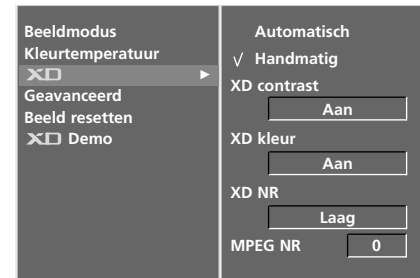 Beeldmodus
Kleurtemperatuur
XD
Geavanceerd
Beeld resetten
XD Demo
Automatisch
√ Handmatig
XD contrast
Aan
XD kleur
Aan
XD NR
Laag
MPEG NR 0